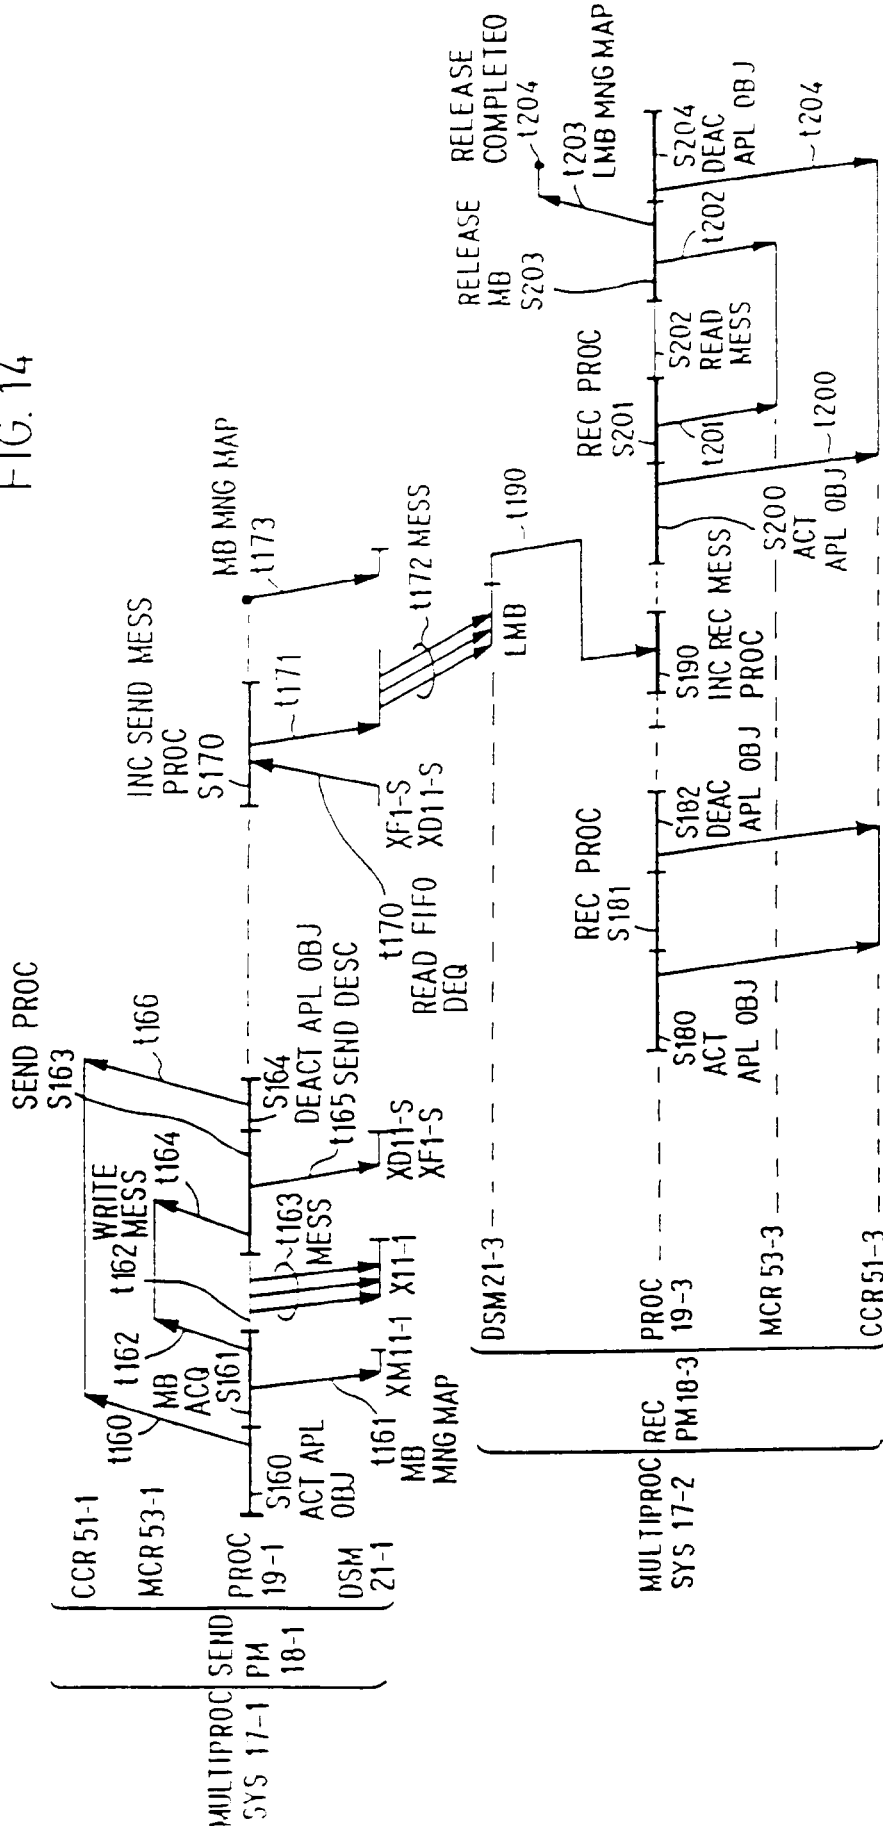 FIG. 14
MULTIPROC
SYS 17-1
SEND
PM
18-1
CCR 51-1
MCR 53-1
PROC
19-1
DSM
21-1
S160
ACT APL
OBJ
t160
MB
ACQ
S161
t161
MB
MNG MAP
XM11-1
t162
t162
WRITE
MESS
t163
MESS
X11-1
t164
SEND PROC
S163
t165 SEND DESC
XD11-S
XF1-S
S164
DEACT APL OBJ
t166
t170
READ FIFO
DEQ
XF1-S
XD11-S
INC SEND MESS
PROC
S170
t171
t172 MESS
MB MNG MAP
t173
MULTIPROC
SYS 17-2
REC
PM18-3
DSM21-3
PROC
19-3
MCR 53-3
CCR 51-3
LMB
t190
S180
ACT
APL OBJ
REC PROC
S181
S182
DEAC
APL OBJ
S190
INC REC MESS
PROC
S200
ACT
APL OBJ
t200
REC PROC
S201
t201
S202
READ
MESS
RELEASE
MB
S203
t202
t203
LMB MNG MAP
RELEASE
COMPLETED
t204
S204
DEAC
APL OBJ
t204